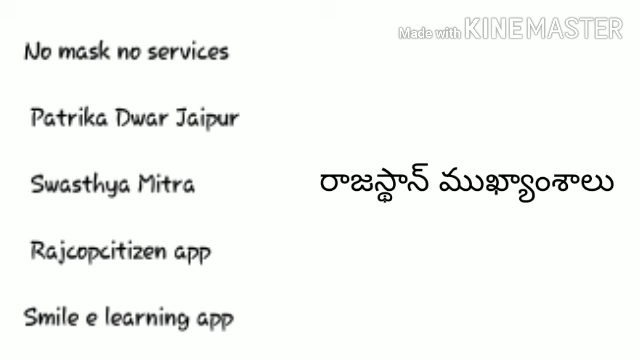 Made with KINEMASTER
No mask no services
Patrika Dwar Jaipur
Swasthya Mitra
రాజస్థాన్ ముఖ్యాంశాలు
Rajcopcitizen app
Smile e learning app